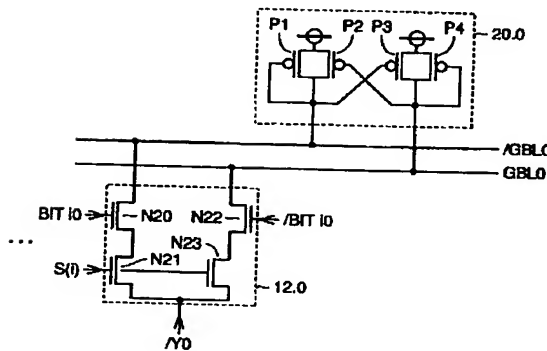 P1 P2 P3 P4
20.0
/GBL0
GBL0
BIT i0 N20 N22 /BIT i0
N23
... S(i) N21
12.0
/Y0